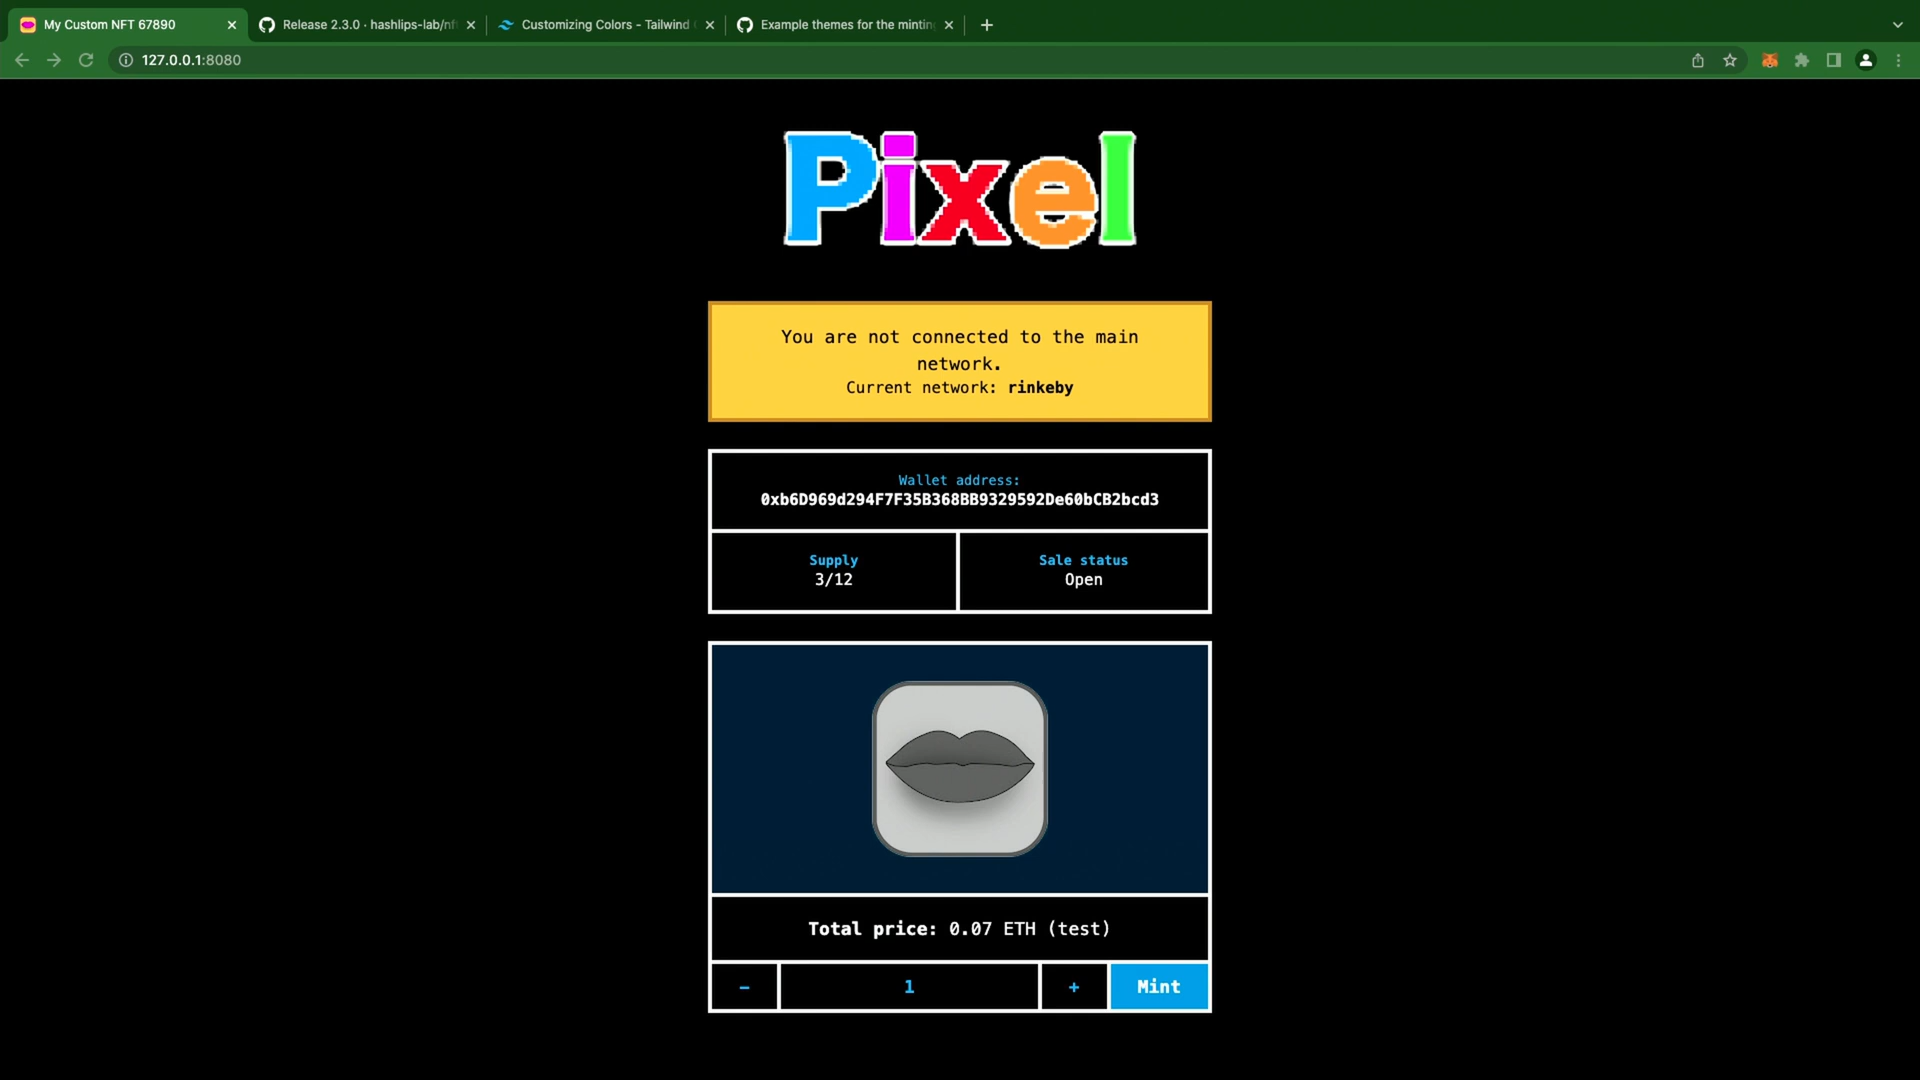 My Custom NFT 67890
Release 2.3.0 · hashlips-lab/nf
Customizing Colors - Tailwind
Example themes for the mintin
127.0.0.1:8080
Pixel
You are not connected to the main
network.
Current network: rinkeby
Wallet address:
0xb6D969d294F7F35B368BB9329592De60bCB2bcd3
Supply
3/12
Sale status
Open
Total price: 0.07 ETH (test)
-
1
+
Mint